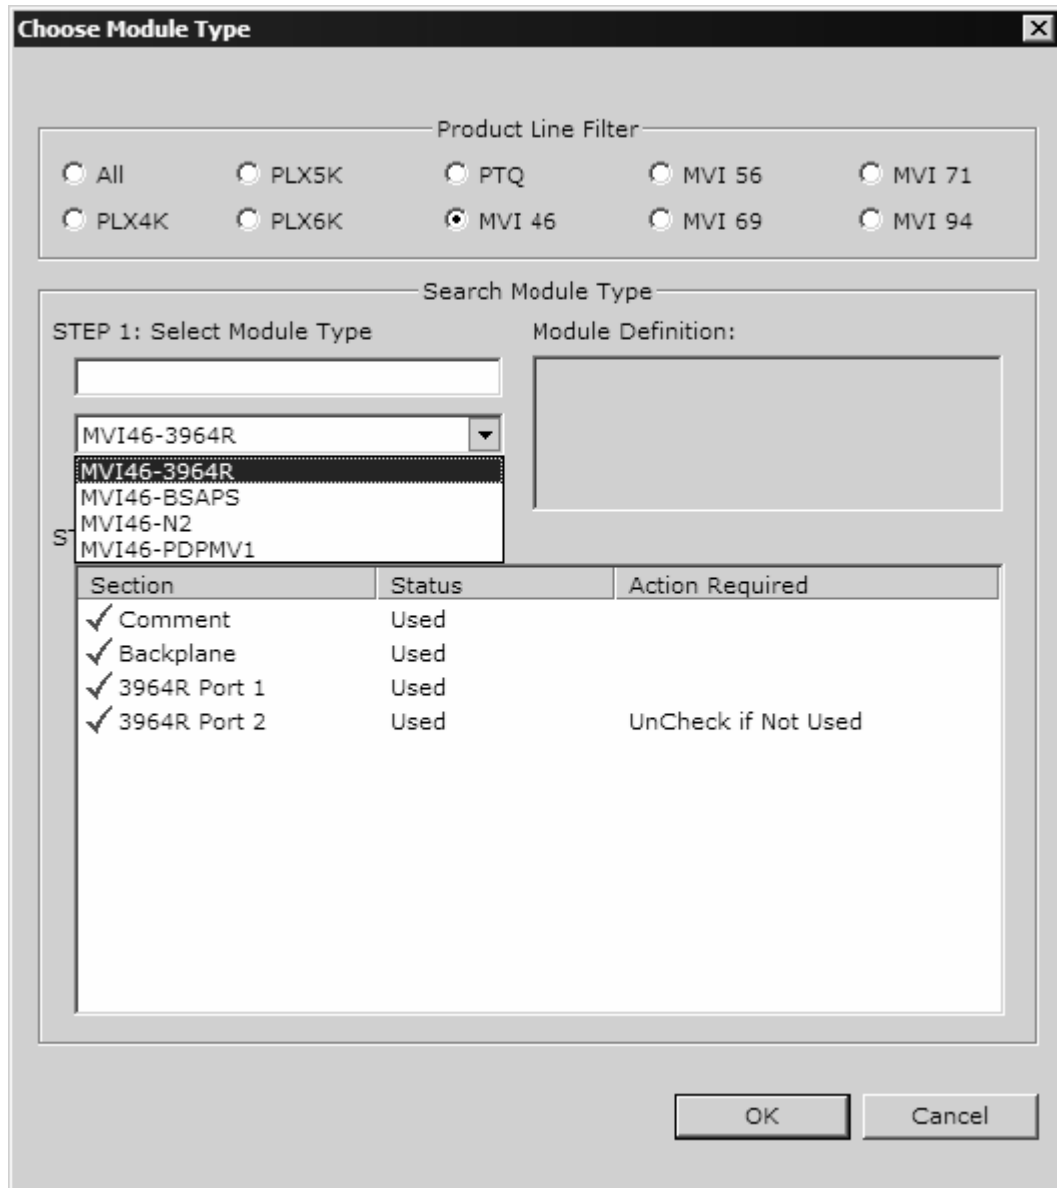 Choose Module Type
Product Line Filter
All PLX5K PTQ MVI 56 MVI 71
PLX4K PLX6K MVI 46 MVI 69 MVI 94
Search Module Type
STEP 1: Select Module Type Module Definition:
MVI46-3964R
MVI46-3964R
MVI46-BSAPS
MVI46-N2
MVI46-PDPMV1
Section Status Action Required
Comment Used
Backplane Used
3964R Port 1 Used
3964R Port 2 Used UnCheck if Not Used
OK Cancel